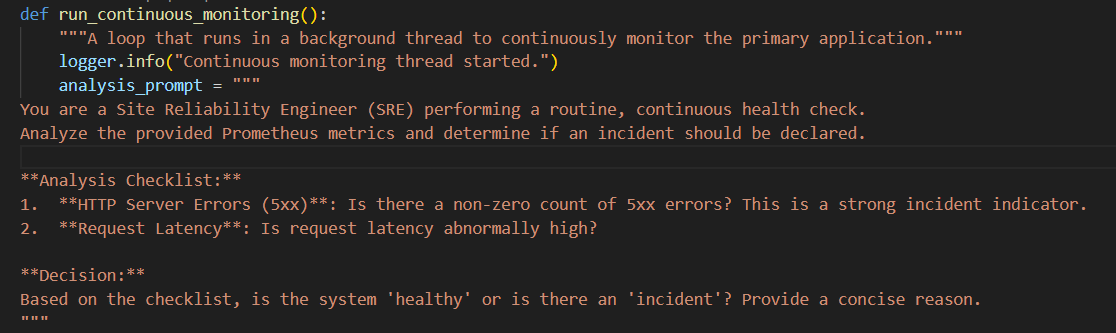 def run_continuous_monitoring():
"""A loop that runs in a background thread to continuously monitor the primary application."""
logger.info("Continuous monitoring thread started.")
analysis_prompt = """
You are a Site Reliability Engineer (SRE) performing a routine, continuous health check.
Analyze the provided Prometheus metrics and determine if an incident should be declared.
**Analysis Checklist:**
1.  **HTTP Server Errors (5xx)**: Is there a non-zero count of 5xx errors? This is a strong incident indicator.
2.  **Request Latency**: Is request latency abnormally high?
**Decision:**
Based on the checklist, is the system 'healthy' or is there an 'incident'? Provide a concise reason.
"""